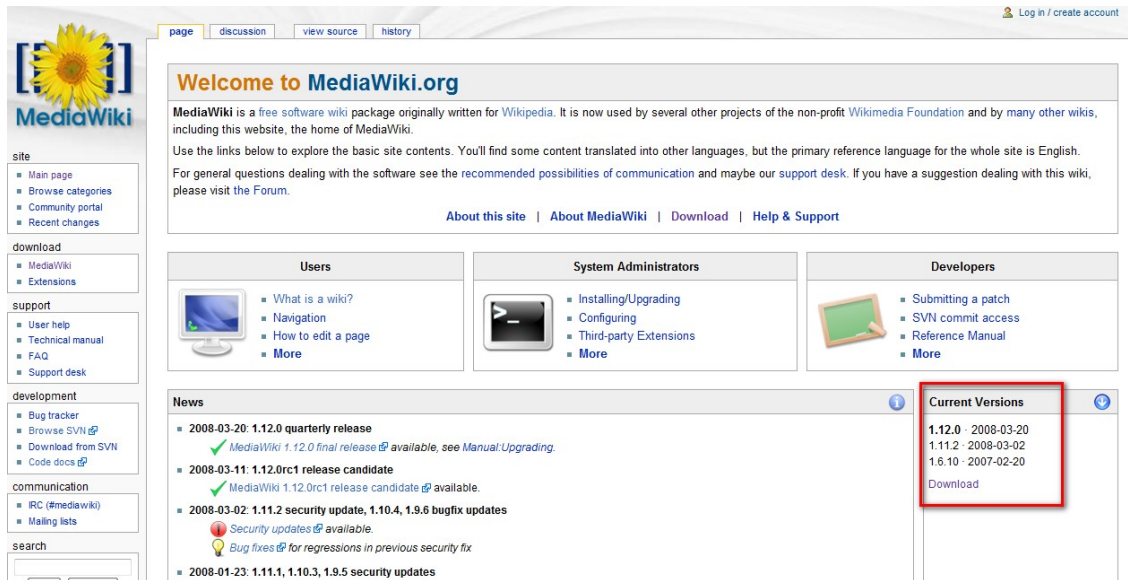 Log in / create account
page
discussion
view source
history
MediaWiki
Welcome to MediaWiki.org
MediaWiki is a free software wiki package originally written for Wikipedia. It is now used by several other projects of the non-profit Wikimedia Foundation and by many other wikis,
including this website, the home of MediaWiki.
Use the links below to explore the basic site contents. You'll find some content translated into other languages, but the primary reference language for the whole site is English.
For general questions dealing with the software see the recommended possibilities of communication and maybe our support desk. If you have a suggestion dealing with this wiki,
please visit the Forum.
About this site | About MediaWiki | Download | Help & Support
site
Main page
Browse categories
Community portal
Recent changes
download
MediaWiki
Extensions
support
User help
Technical manual
FAQ
Support desk
development
Bug tracker
Browse SVN
Download from SVN
Code docs
communication
IRC (#mediawiki)
Mailing lists
search
Users
What is a wiki?
Navigation
How to edit a page
More
System Administrators
Installing/Upgrading
Configuring
Third-party Extensions
More
Developers
Submitting a patch
SVN commit access
Reference Manual
More
News
2008-03-20: 1.12.0 quarterly release
MediaWiki 1.12.0 final release available, see Manual:Upgrading.
2008-03-11: 1.12.0rc1 release candidate
MediaWiki 1.12.0rc1 release candidate available.
2008-03-02: 1.11.2 security update, 1.10.4, 1.9.6 bugfix updates
Security updates available.
Bug fixes for regressions in previous security fix
2008-01-23: 1.11.1, 1.10.3, 1.9.5 security updates
Current Versions
1.12.0 · 2008-03-20
1.11.2 · 2008-03-02
1.6.10 · 2007-02-20
Download